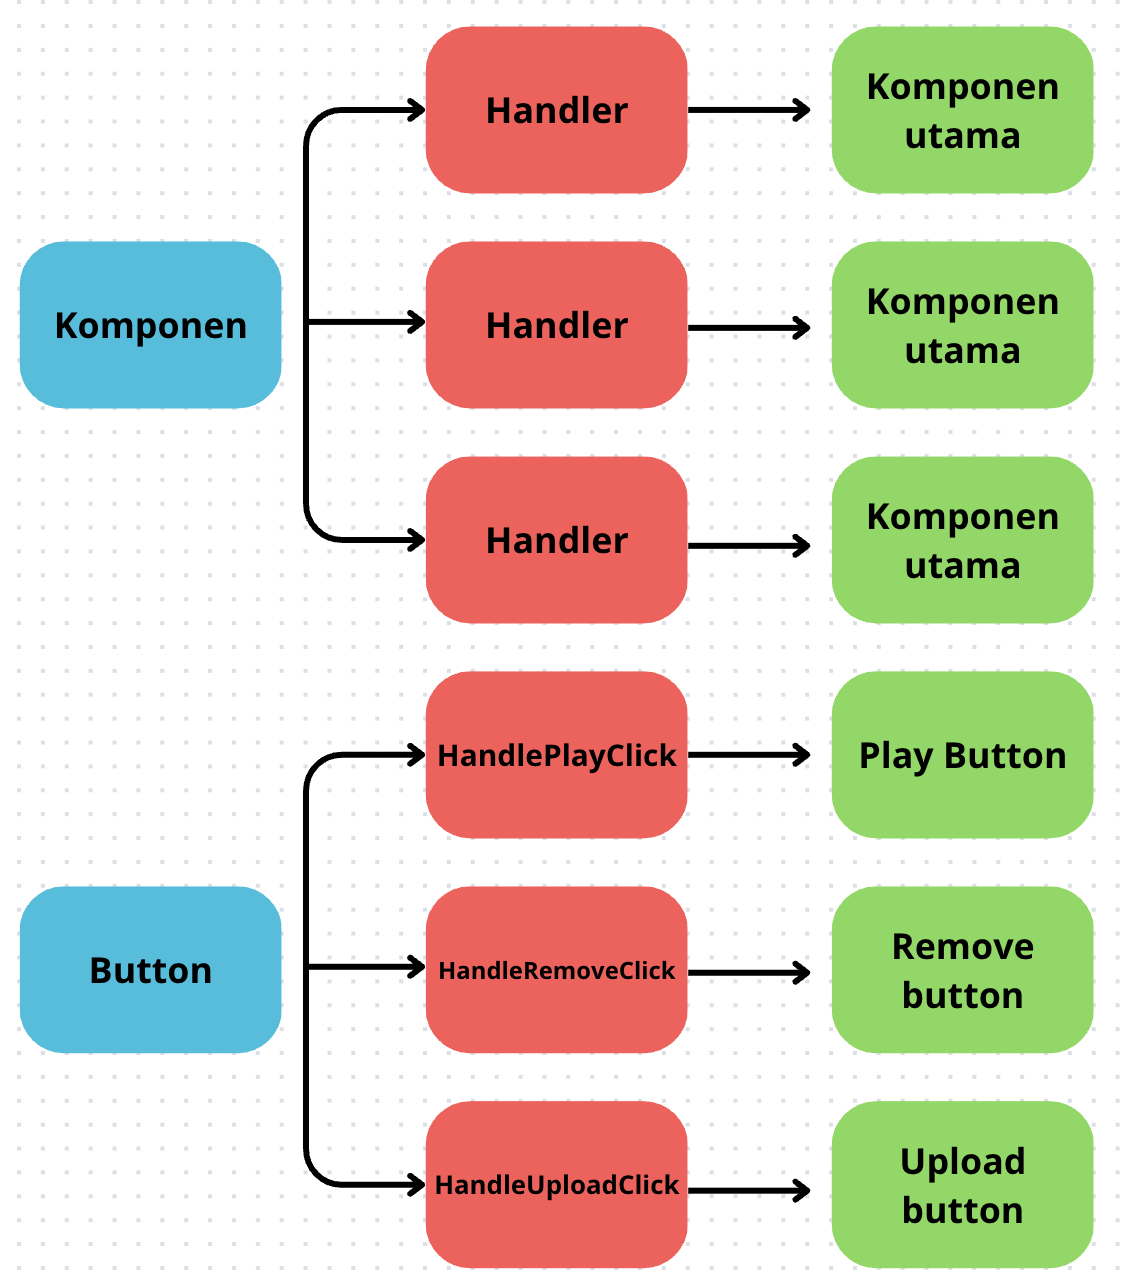 Handler
Komponen
utama
Komponen
Handler
Komponen
utama
Handler
Komponen
utama
HandlePlayClick
Play Button
Button
HandleRemoveClick
Remove
button
HandleUploadClick
Upload
button